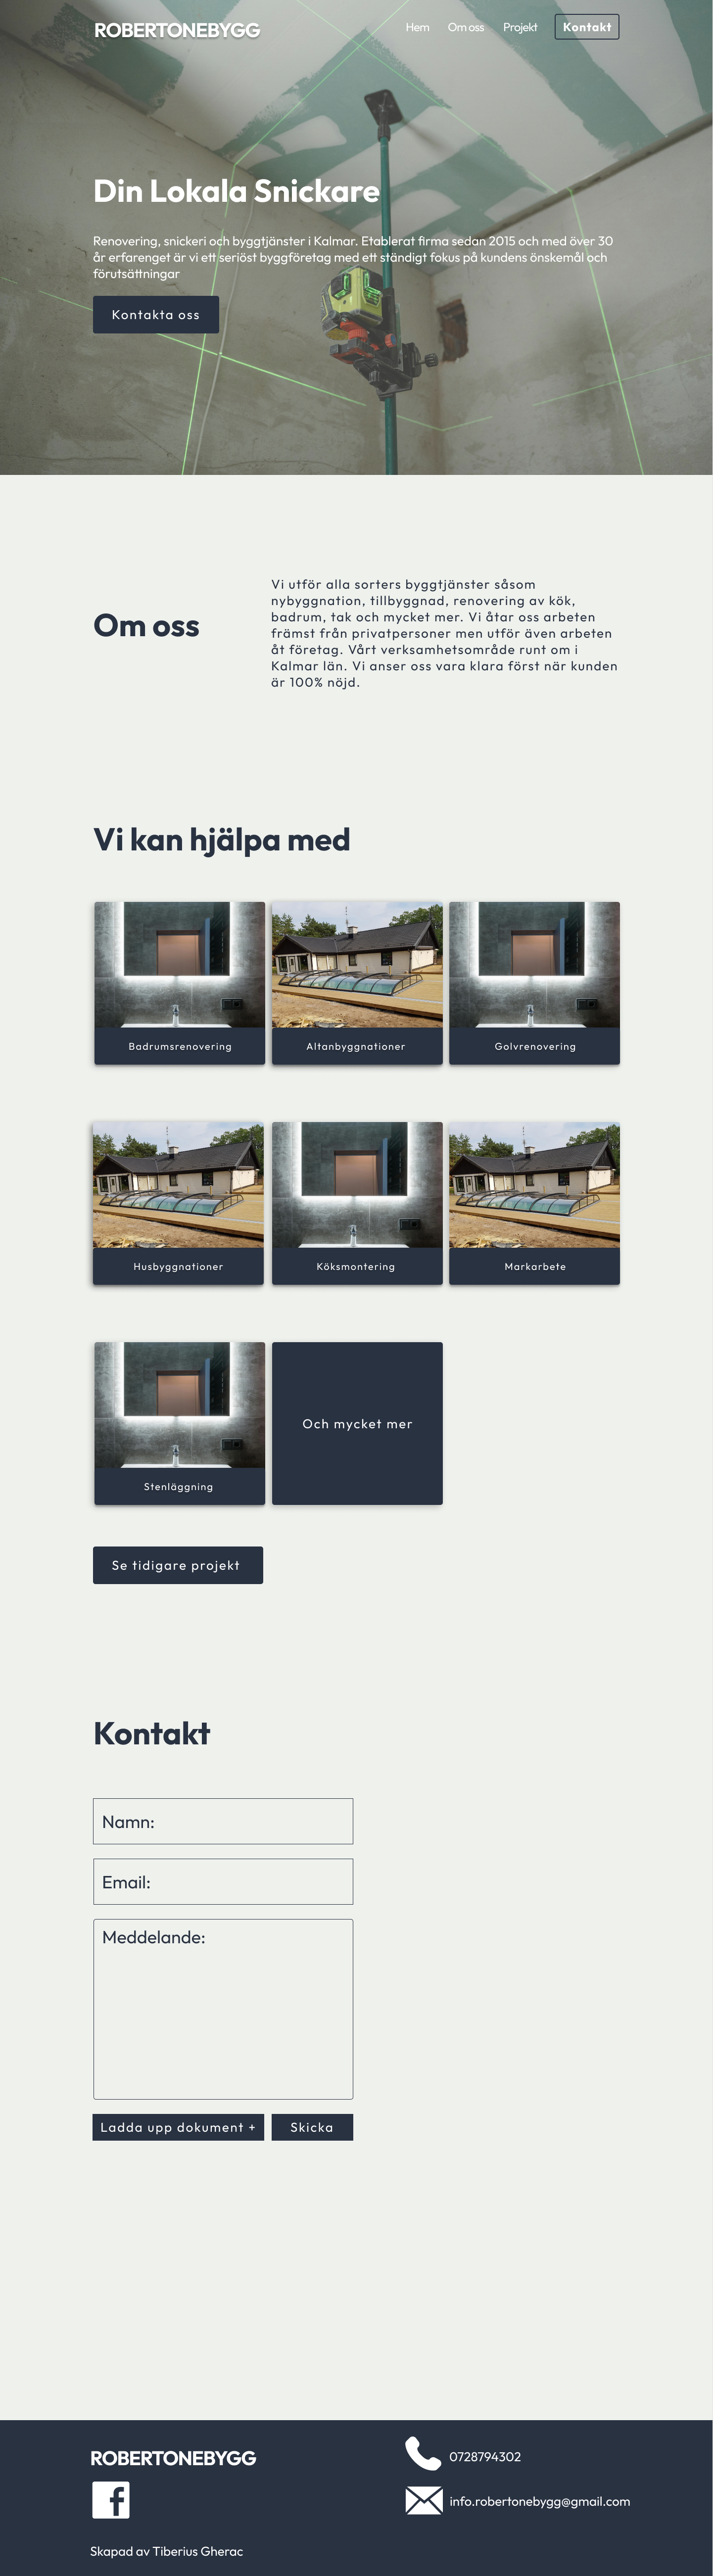 ROBERTONEBYGG
Hem Om oss Projekt Kontakt
Din Lokala Snickare
Renovering, snickeri och byggtjänster i Kalmar. Etablerat firma sedan 2015 och med över 30
år erfarenget är vi ett seriöst byggföretag med ett ständigt fokus på kundens önskemål och
förutsättningar
Kontakta oss
Om oss
Vi utför alla sorters byggtjänster såsom
nybyggnation, tillbyggnad, renovering av kök,
badrum, tak och mycket mer. Vi åtar oss arbeten
främst från privatpersoner men utför även arbeten
åt företag. Vårt verksamhetsområde runt om i
Kalmar län. Vi anser oss vara klara först när kunden
är 100% nöjd.
Vi kan hjälpa med
Badrumsrenovering
Altanbyggnationer
Golvrenovering
Husbyggnationer
Köksmontering
Markarbete
Stenläggning
Och mycket mer
Se tidigare projekt
Kontakt
Namn:
Email:
Meddelande:
Ladda upp dokument +
Skicka
ROBERTONEBYGG
0728794302
info.robertonebygg@gmail.com
Skapad av Tiberius Gherac